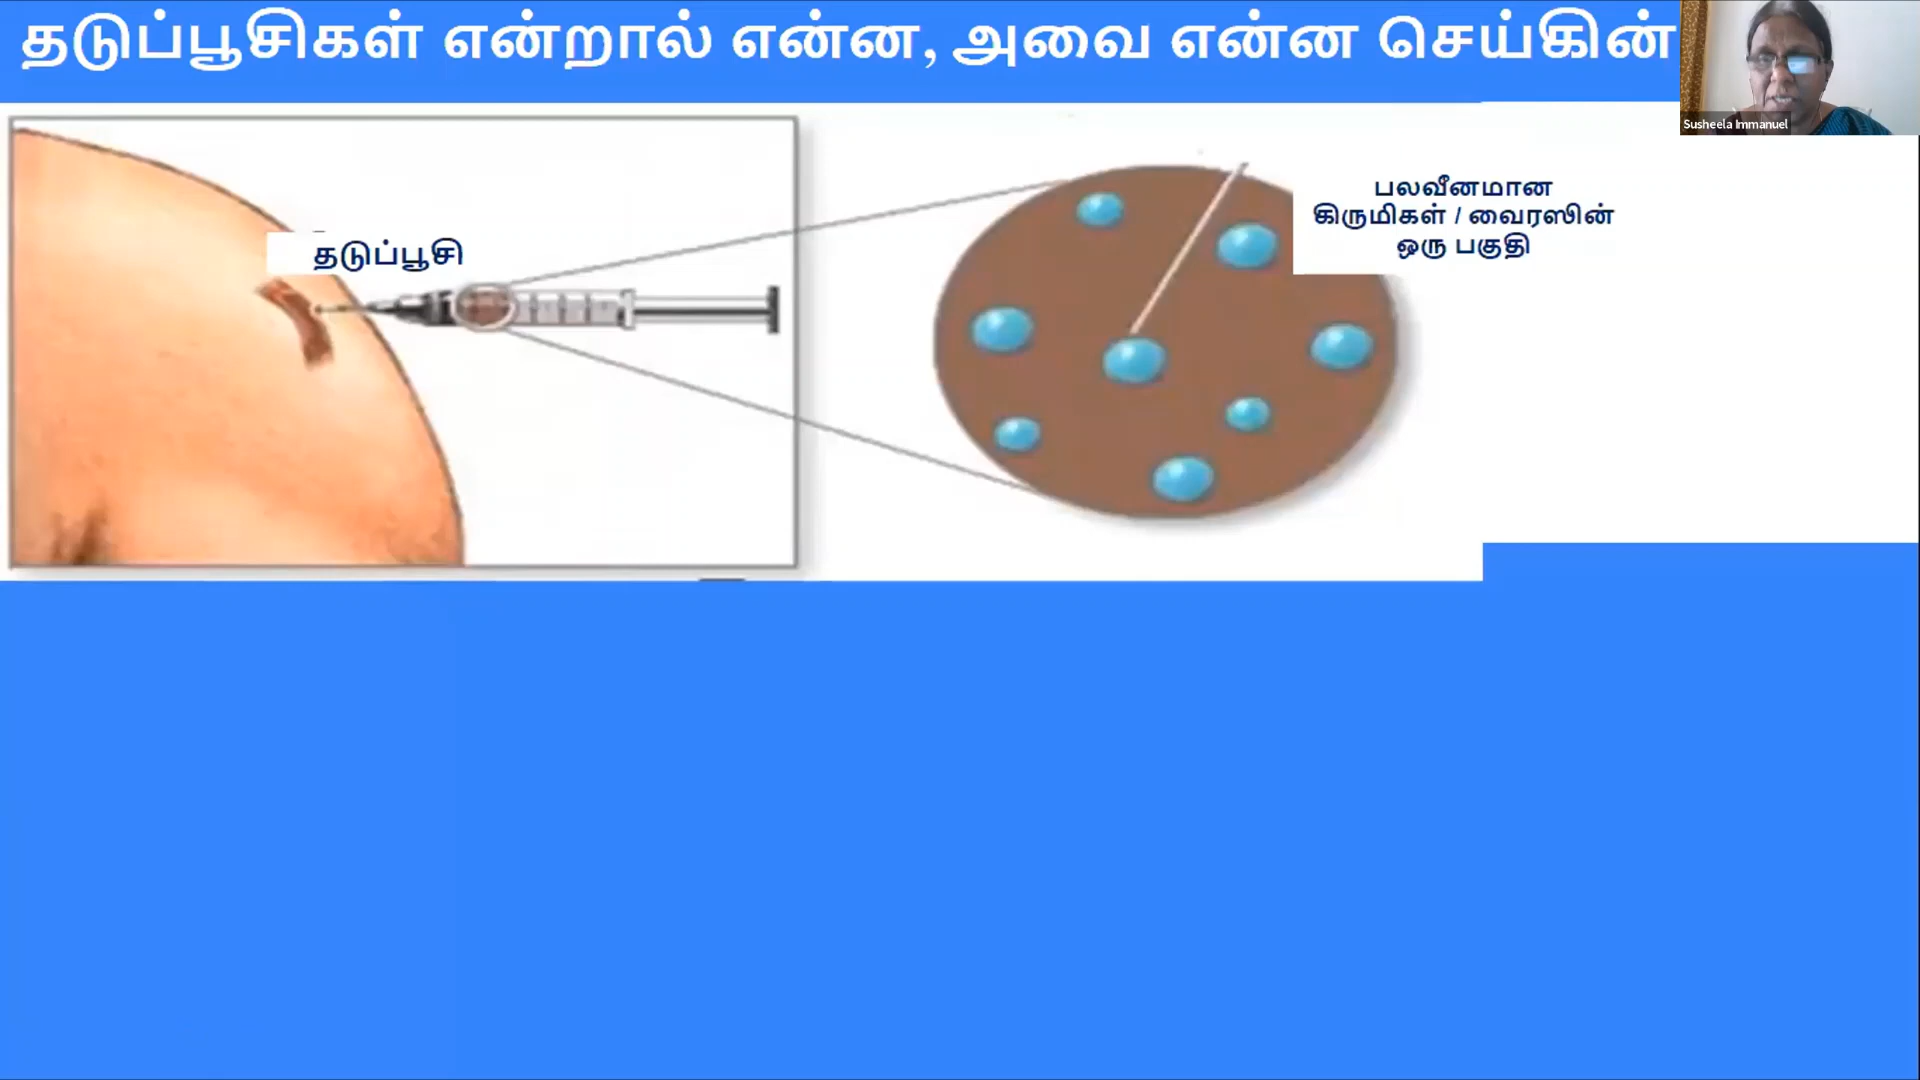 தடுப்பூசிகள் என்றால் என்ன, அவை என்ன செய்கின்
Susheela Immanuel
தடுப்பூசி
பலவீனமான
கிருமிகள் / வைரஸின்
ஒரு பகுதி